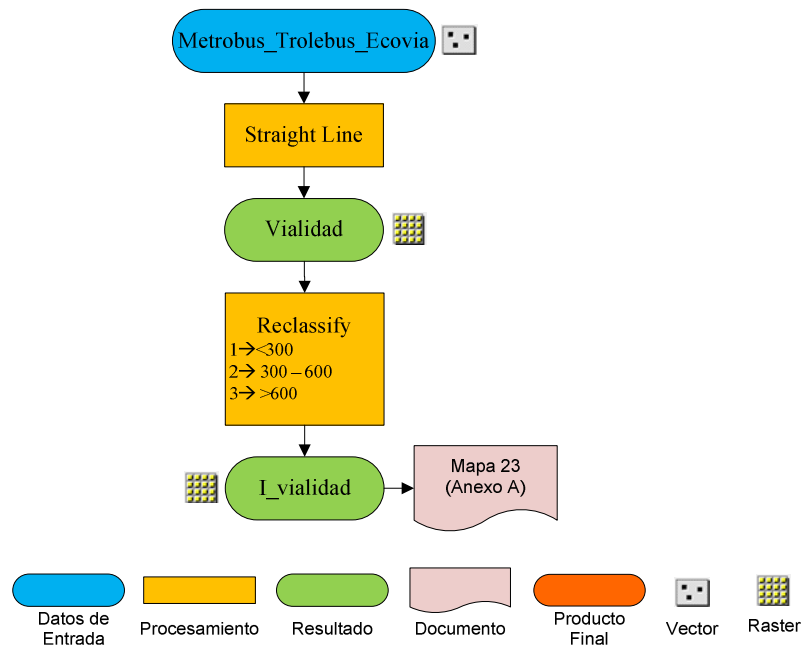 Metrobus_Trolebus_Ecovia
Straight Line
Vialidad
Reclassify
1→<300
2→ 300 – 600
3→ >600
I_vialidad
Mapa 23
(Anexo A)
Datos de
Entrada
Procesamiento
Resultado
Documento
Producto
Final
Vector
Raster